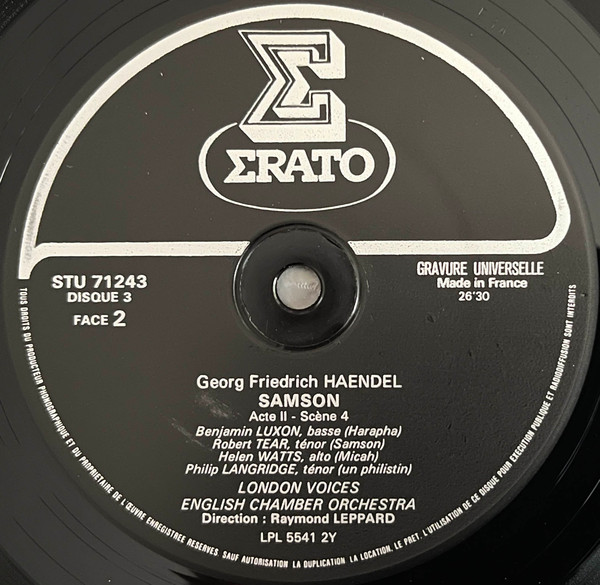 Σ
ΣRATO
STU 71243
DISQUE 3
FACE 2
GRAVURE UNIVERSELLE
Made in France
26'30
Georg Friedrich HAENDEL
SAMSON
Acte II - Scène 4
Benjamin LUXON, basse (Harapha)
Robert TEAR, ténor (Samson)
Helen WATTS, alto (Micah)
Philip LANGRIDGE, ténor (un philistin)
LONDON VOICES
ENGLISH CHAMBER ORCHESTRA
Direction : Raymond LEPPARD
LPL 5541 2Y
TOUS DROITS DU PRODUCTEUR PHONOGRAPHIQUE ET DU PROPRIETAIRE DE L'ŒUVRE ENREGISTREE RESERVES. SAUF AUTORISATION LA DUPLICATION, LA LOCATION, LE PRET, L'UTILISATION DE CE DISQUE POUR EXECUTION PUBLIQUE ET RADIODIFFUSION SONT INTERDITS